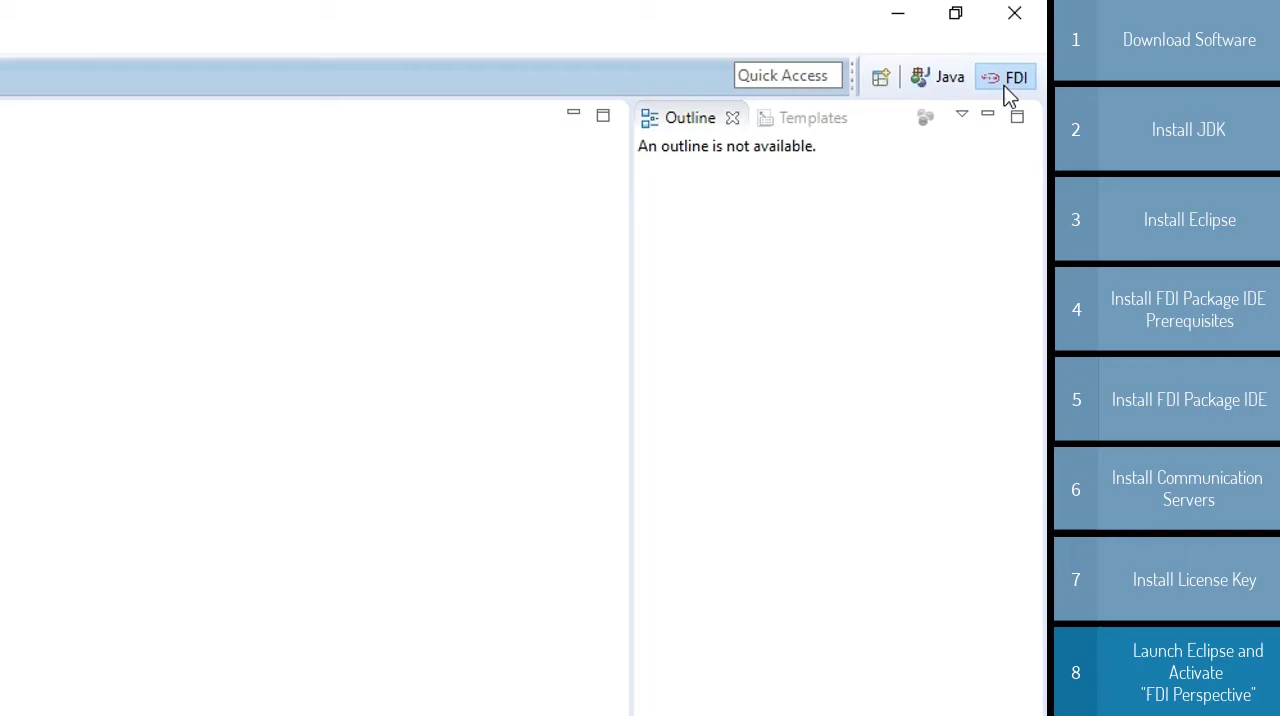 Quick Access
Java
FDI
Outline
Templates
An outline is not available.
1
Download Software
2
Install JDK
3
Install Eclipse
4
Install FDI Package IDE
Prerequisites
5
Install FDI Package IDE
6
Install Communication
Servers
7
Install License Key
8
Launch Eclipse and
Activate
"FDI Perspective"